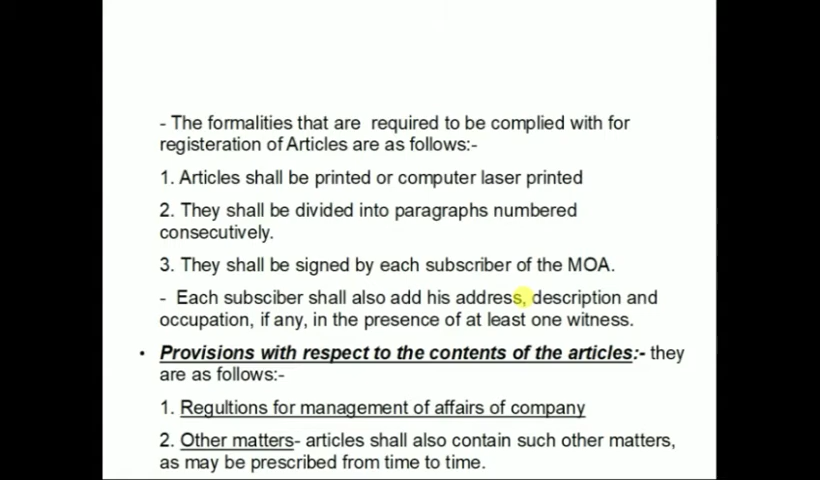 - The formalities that are required to be complied with for
registeration of Articles are as follows:-
1. Articles shall be printed or computer laser printed
2. They shall be divided into paragraphs numbered
consecutively.
3. They shall be signed by each subscriber of the MOA.
- Each subsciber shall also add his address, description and
occupation, if any, in the presence of at least one witness.
• Provisions with respect to the contents of the articles:- they
are as follows:-
1. Regultions for management of affairs of company
2. Other matters- articles shall also contain such other matters,
as may be prescribed from time to time.